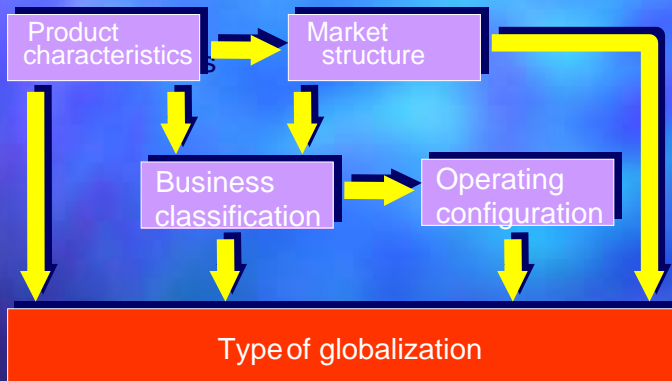 Product
characteristics
Market
structure
Business
classification
Operating
configuration
Type of globalization